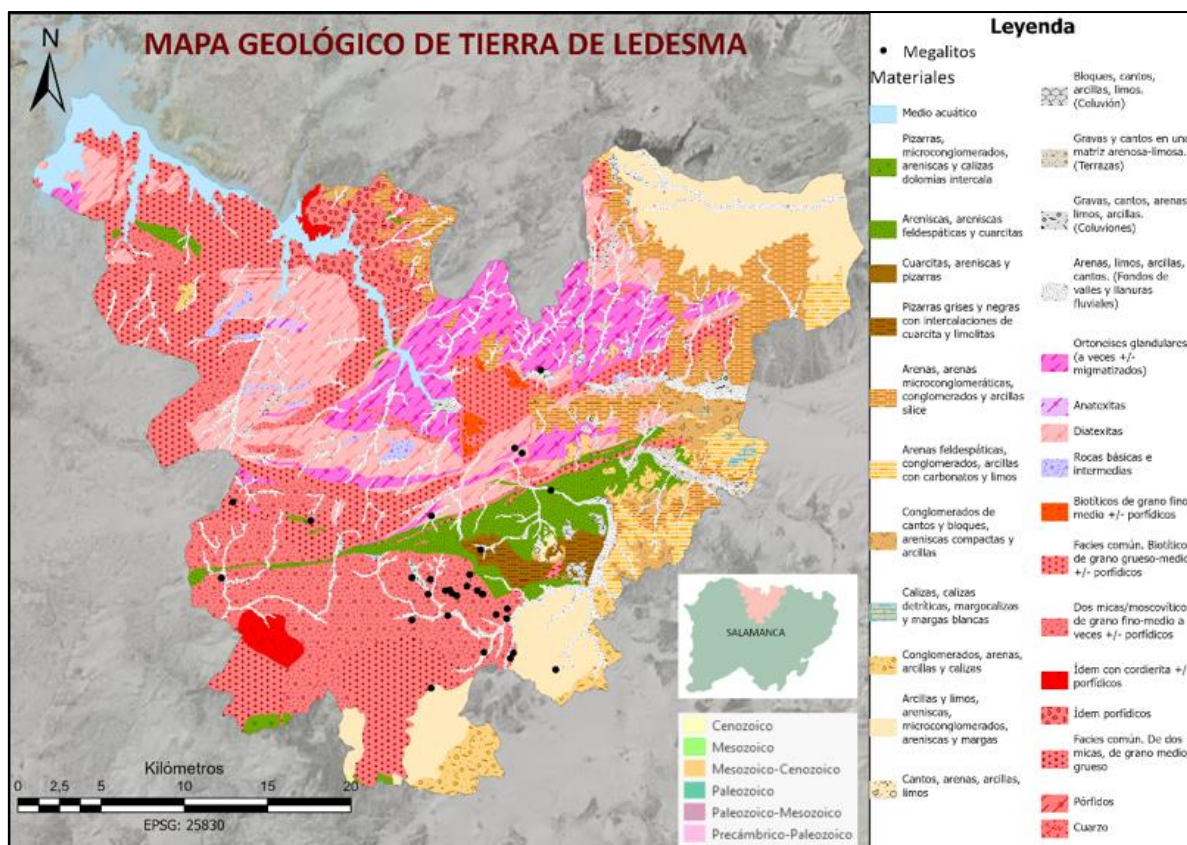 MAPA GEOLÓGICO DE TIERRA DE LEDESMA
N
SALAMANCA
Cenozoico
Mesozoico
Mesozoico-Cenozoico
Paleozoico
Paleozoico-Mesozoico
Precámbrico-Paleozoico
Kilómetros
0 2,5 5 10 15 20
EPSG: 25830
Leyenda
Megalitos
Materiales
Medio acuático
Pizarras,
microconglomerados,
areniscas y calizas
dolomías intercala
Areniscas, areniscas
feldespáticas y cuarcitas
Cuarcitas, areniscas y
pizarras
Pizarras grises y negras
con intercalaciones de
cuarcita y limolitas
Arenas, arenas
microconglomeráticas,
conglomerados y arcillas
sílice
Arenas feldespáticas,
conglomerados, arcillas
con carbonatos y limos
Conglomerados de
cantos y bloques,
areniscas compactas y
arcillas
Calizas, calizas
detríticas, margocalizas
y margas blancas
Conglomerados, arenas,
arcillas y calizas
Arcillas y limos,
areniscas,
microconglomerados,
areniscas y margas
Cantos, arenas, arcillas,
limos
Bloques, cantos,
arcillas, limos.
(Coluvión)
Gravas y cantos en una
matriz arenosa-limosa.
(Terrazas)
Gravas, cantos, arenas
limos, arcillas.
(Coluviones)
Arenas, limos, arcillas,
cantos. (Fondos de
valles y llanuras
fluviales)
Ortoneises glandulares
(a veces +/-
migmatizados)
Anatexitas
Diatexitas
Rocas básicas e
intermedias
Biotíticos de grano fino
medio +/- porfídicos
Facies común. Biotíticos
de grano grueso-medio
+/- porfídicos
Dos micas/moscovíticos
de grano fino-medio a
veces +/- porfídicos
Ídem con cordierita +/
porfídicos
Ídem porfídicos
Facies común. De dos
micas, de grano medio
grueso
Pórfidos
Cuarzo